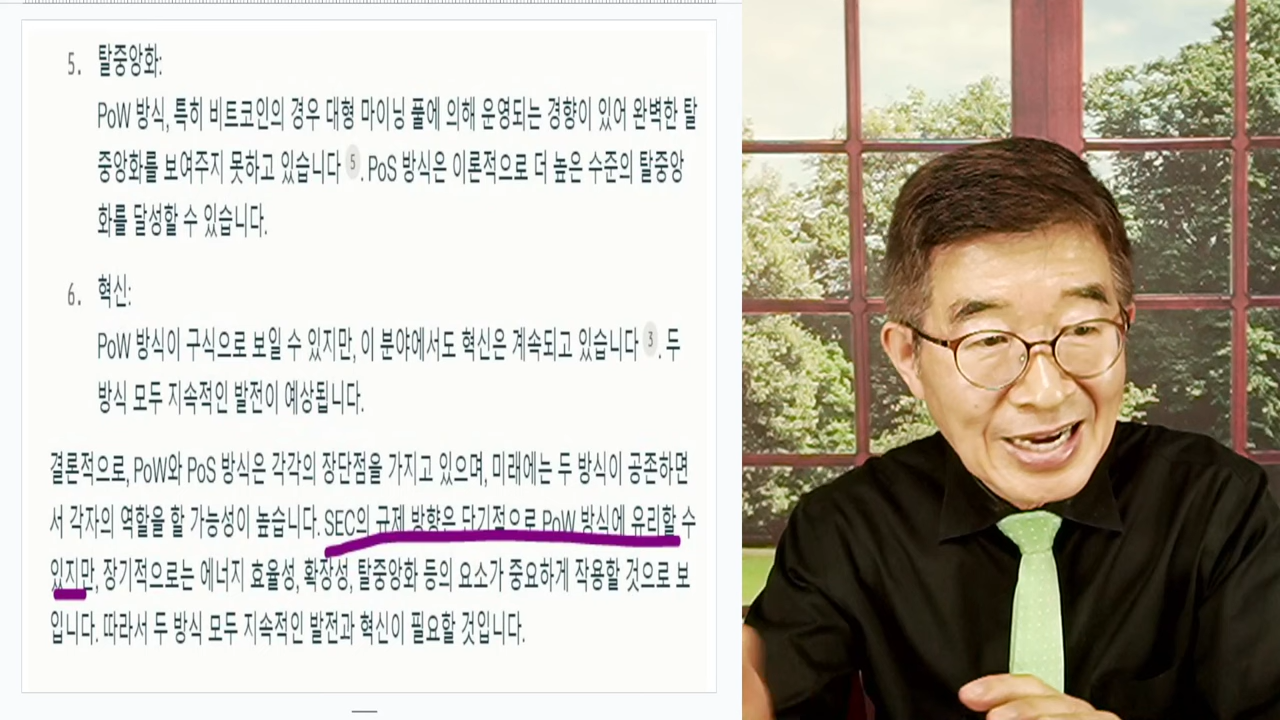 5. 탈중앙화:
PoW 방식, 특히 비트코인의 경우 대형 마이닝 풀에 의해 운영되는 경향이 있어 완벽한 탈
중앙화를 보여주지 못하고 있습니다 5. PoS 방식은 이론적으로 더 높은 수준의 탈중앙
화를 달성할 수 있습니다.
6. 혁신:
PoW 방식이 구식으로 보일 수 있지만, 이 분야에서도 혁신은 계속되고 있습니다 3. 두
방식 모두 지속적인 발전이 예상됩니다.
결론적으로, PoW와 PoS 방식은 각각의 장단점을 가지고 있으며, 미래에는 두 방식이 공존하면
서 각자의 역할을 할 가능성이 높습니다. SEC의 규제 방향은 단기적으로 PoW 방식에 유리할 수
있지만, 장기적으로는 에너지 효율성, 확장성, 탈중앙화 등의 요소가 중요하게 작용할 것으로 보
입니다. 따라서 두 방식 모두 지속적인 발전과 혁신이 필요할 것입니다.